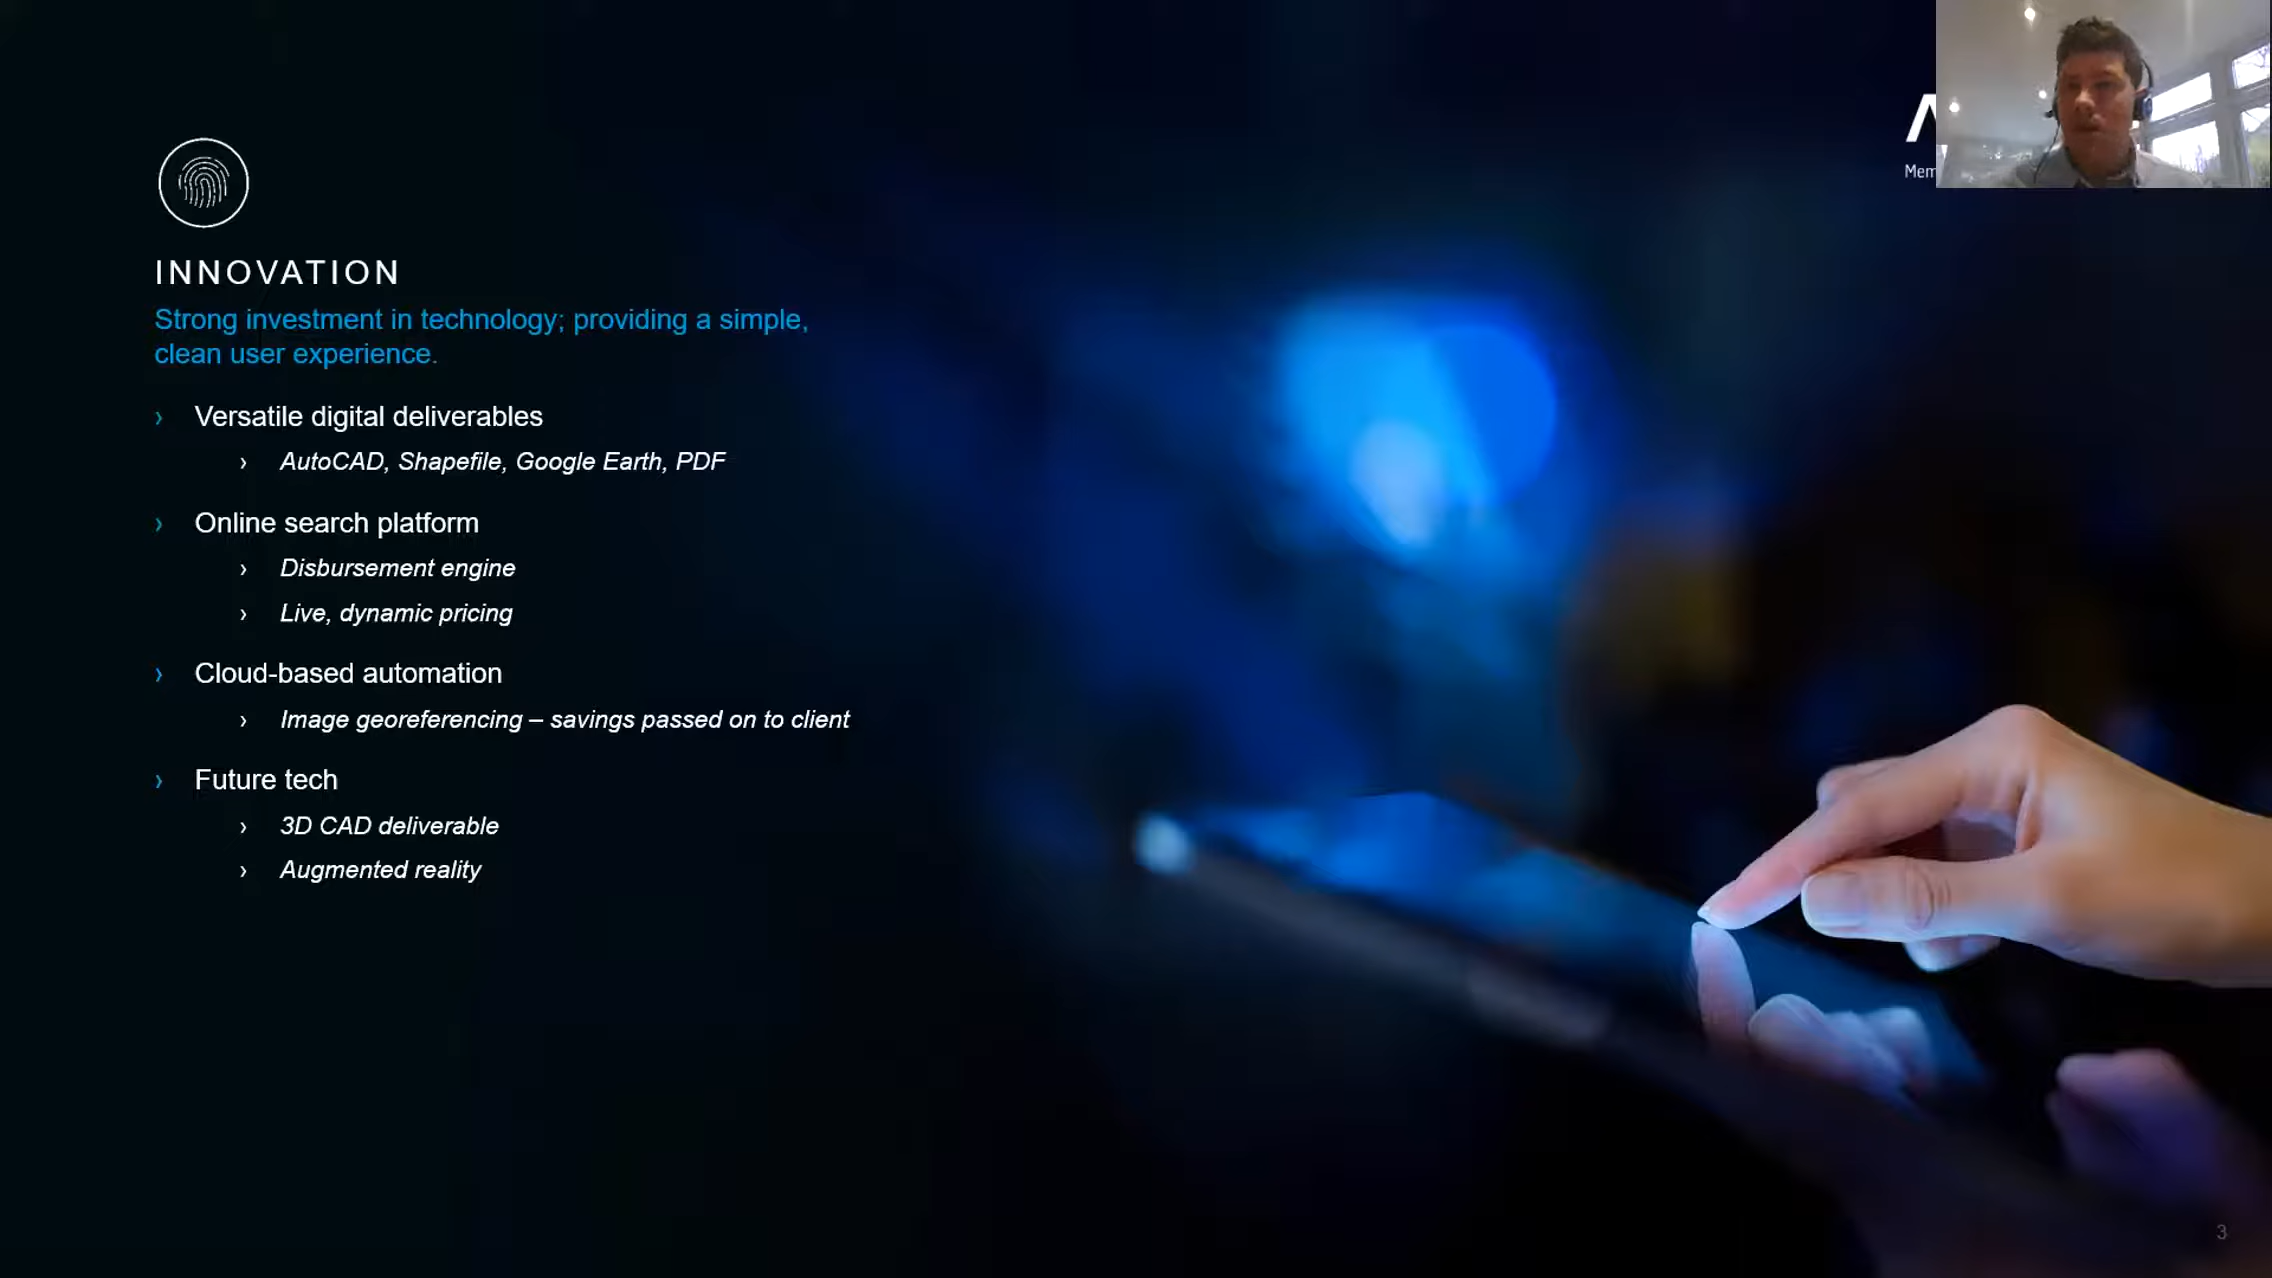 INNOVATION
Strong investment in technology; providing a simple,
clean user experience.
› Versatile digital deliverables
› AutoCAD, Shapefile, Google Earth, PDF
› Online search platform
› Disbursement engine
› Live, dynamic pricing
› Cloud-based automation
› Image georeferencing – savings passed on to client
› Future tech
› 3D CAD deliverable
› Augmented reality
3